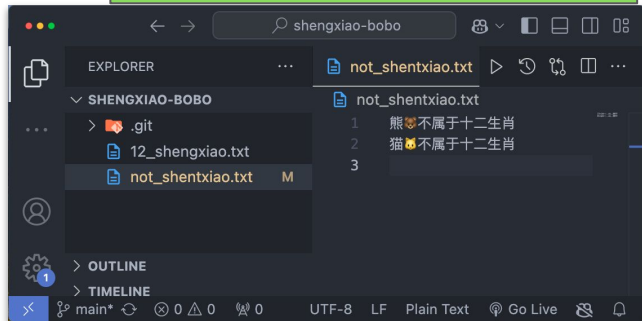 shengxiao-bobo
EXPLORER
not_shentxiao.txt
SHENGXIAO-BOBO
.git
12_shengxiao.txt
not_shentxiao.txt M
OUTLINE
TIMELINE
not_shentxiao.txt
1 熊🐻不属于十二生肖
2 猫🐱不属于十二生肖
3
1
main* 0 0 0 UTF-8 LF Plain Text Go Live